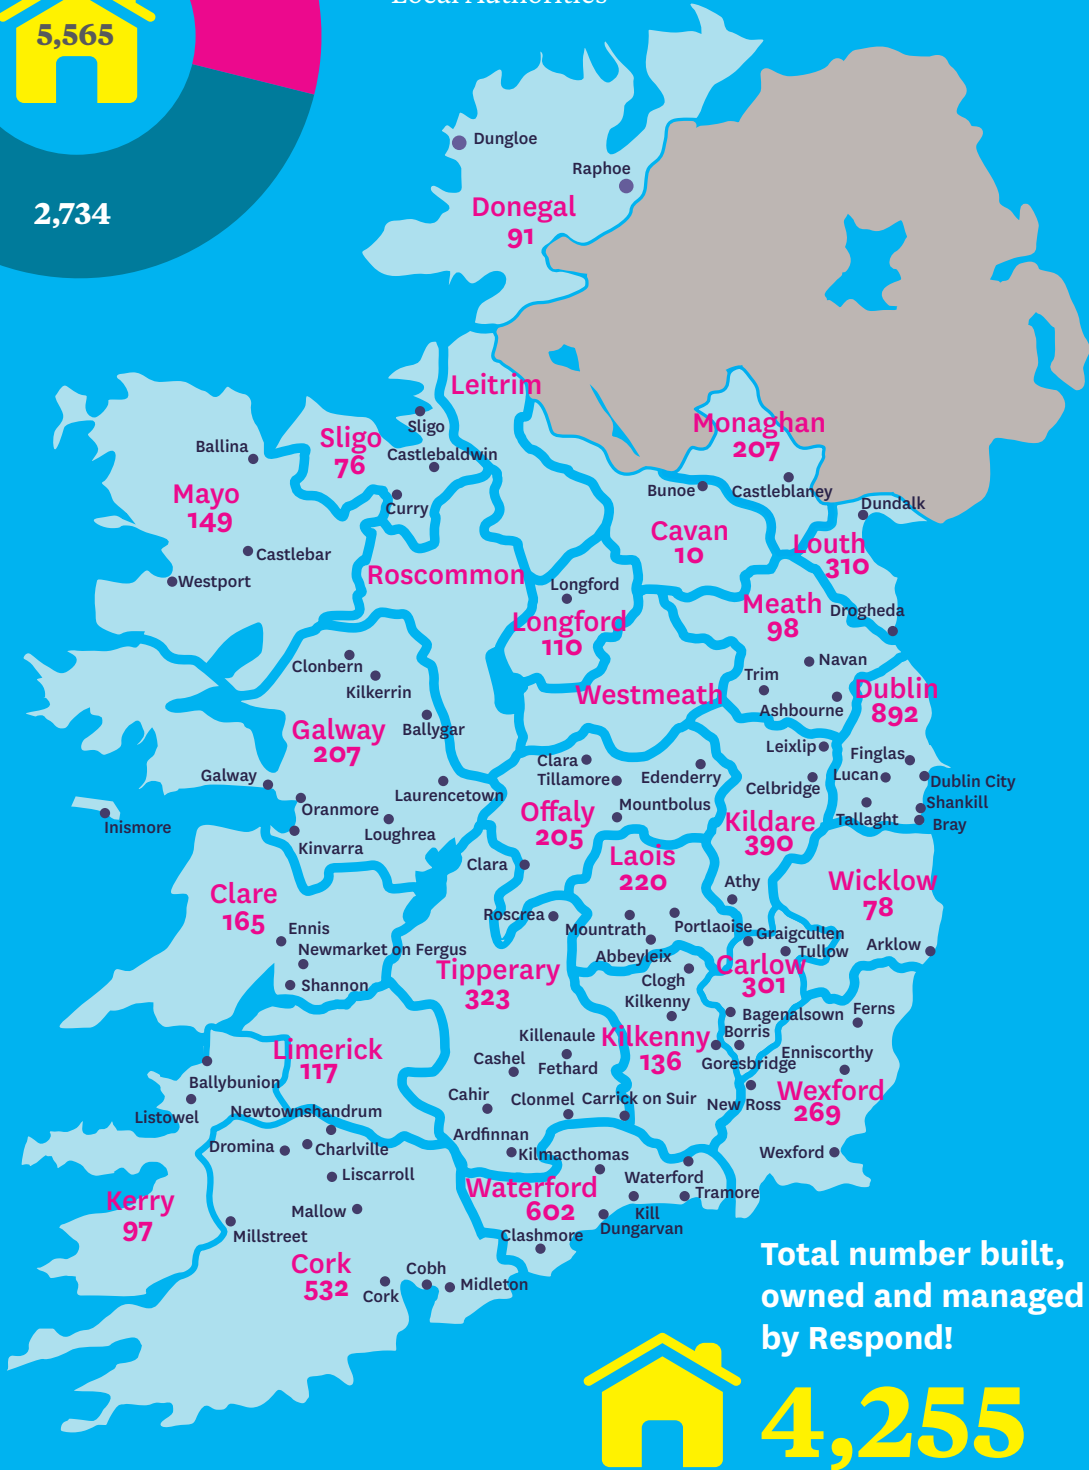 Local Authorities
5,565
2,734
Dungloe
Raphoe
Donegal
91
Leitrim
Sligo
Monaghan
207
Sligo
76
Ballina
Castlebaldwin
Bunoe
Castleblaney
Mayo
149
Curry
Dundalk
Cavan
10
Louth
310
Castlebar
Westport
Roscommon
Longford
Longford
110
Meath
98
Drogheda
Clonbern
Kilkerrin
Navan
Trim
Ashbourne
Westmeath
Dublin
892
Galway
207
Ballygar
Leixlip
Finglas
Clara
Tillamore
Edenderry
Lucan
Dublin City
Galway
Laurencetown
Celbridge
Oranmore
Mountbolus
Shankill
Offaly
205
Inismore
Loughrea
Kildare
390
Tallaght
Bray
Kinvarra
Clara
Laois
220
Athy
Wicklow
78
Clare
165
Roscrea
Mountrath
Portlaoise
Graigcullen
Ennis
Newmarket on Fergus
Abbeyleix
Tullow
Arklow
Tipperary
323
Carlow
301
Shannon
Clogh
Kilkenny
Bagenalsown
Ferns
Killenaule
Kilkenny
136
Borris
Limerick
117
Cashel
Fethard
Goresbridge
Enniscorthy
Ballybunion
Wexford
269
Listowel
Newtownshandrum
Cahir
Clonmel
Carrick on Suir
New Ross
Ardfinnan
Dromina
Charlville
Kilmacthomas
Wexford
Liscarroll
Waterford
Tramore
Kerry
97
Waterford
602
Mallow
Kill
Dungarvan
Millstreet
Clashmore
Cork
532
Cobh
Midleton
Cork
Total number built,
owned and managed
by Respond!
4,255